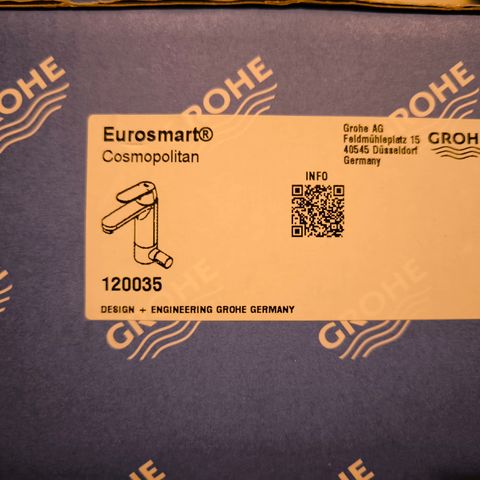 GROHE
GROHE
GROHE
Eurosmart®
Cosmopolitan
Grohe AG
Feldmühleplatz 15
40545 Düsseldorf
Germany
GROHE
INFO
120035
DESIGN + ENGINEERING GROHE GERMANY
GROHE
GROHE